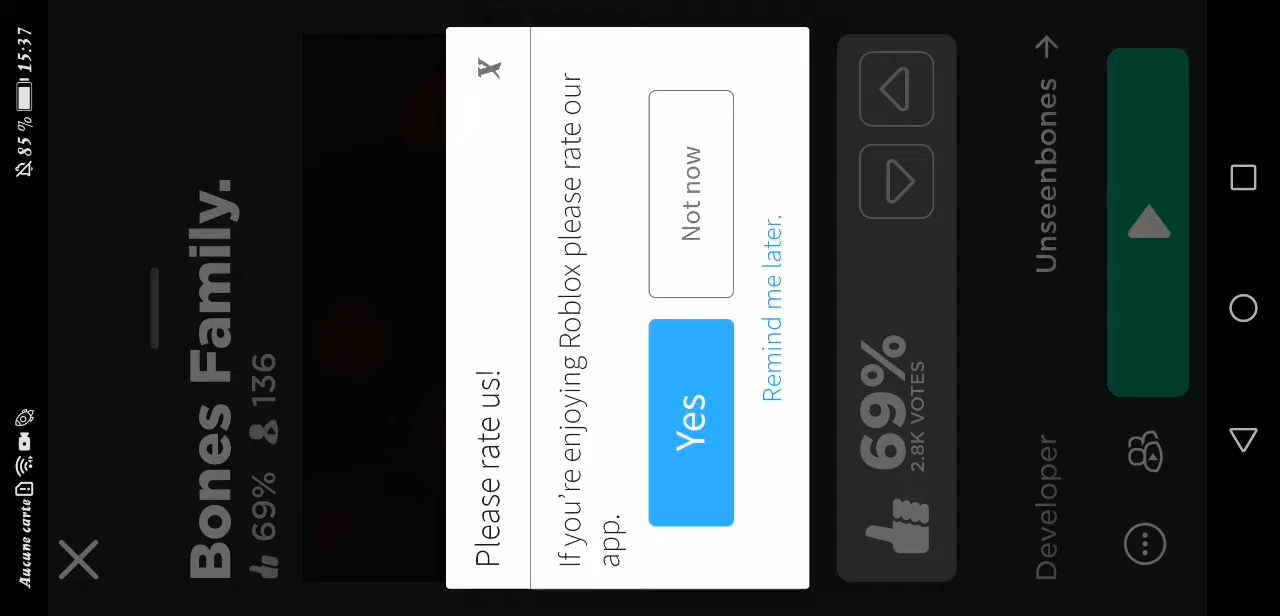 Aucune carte 85 % 15:37
Bones Family.
69% 136
Please rate us! x
If you're enjoying Roblox please rate our
app.
Yes Not now
Remind me later.
69%
2.8K VOTES
Developer Unseenbones